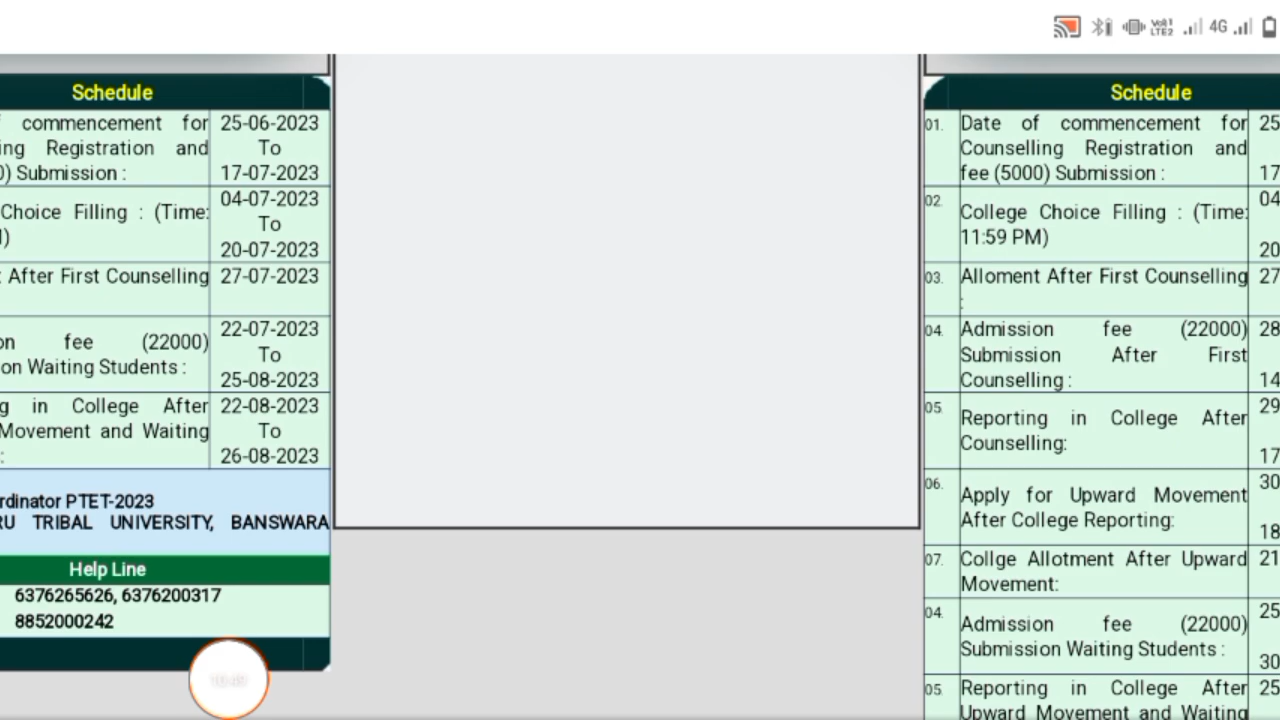 VoLTE1
LTE2
4G
Schedule
commencement for
ing Registration and
0) Submission :
25-06-2023
To
17-07-2023
Choice Filling : (Time:
04-07-2023
To
20-07-2023
After First Counselling
27-07-2023
on fee (22000)
on Waiting Students :
22-07-2023
To
25-08-2023
g in College After
Movement and Waiting
:
22-08-2023
To
26-08-2023
rdinator PTET-2023
RU TRIBAL UNIVERSITY, BANSWARA
Help Line
6376265626, 6376200317
8852000242
10:49
Schedule
01.
Date of commencement for
Counselling Registration and
fee (5000) Submission :
25
17
02.
College Choice Filling : (Time:
11:59 PM)
04
20
03.
Alloment After First Counselling
:
27
04.
Admission fee (22000)
Submission After First
Counselling :
28
14
05.
Reporting in College After
Counselling:
29
17
06.
Apply for Upward Movement
After College Reporting:
30
18
07.
Collge Allotment After Upward
Movement:
21
04.
Admission fee (22000)
Submission Waiting Students :
25
30
05.
Reporting in College After
Upward Movement and Waiting
25